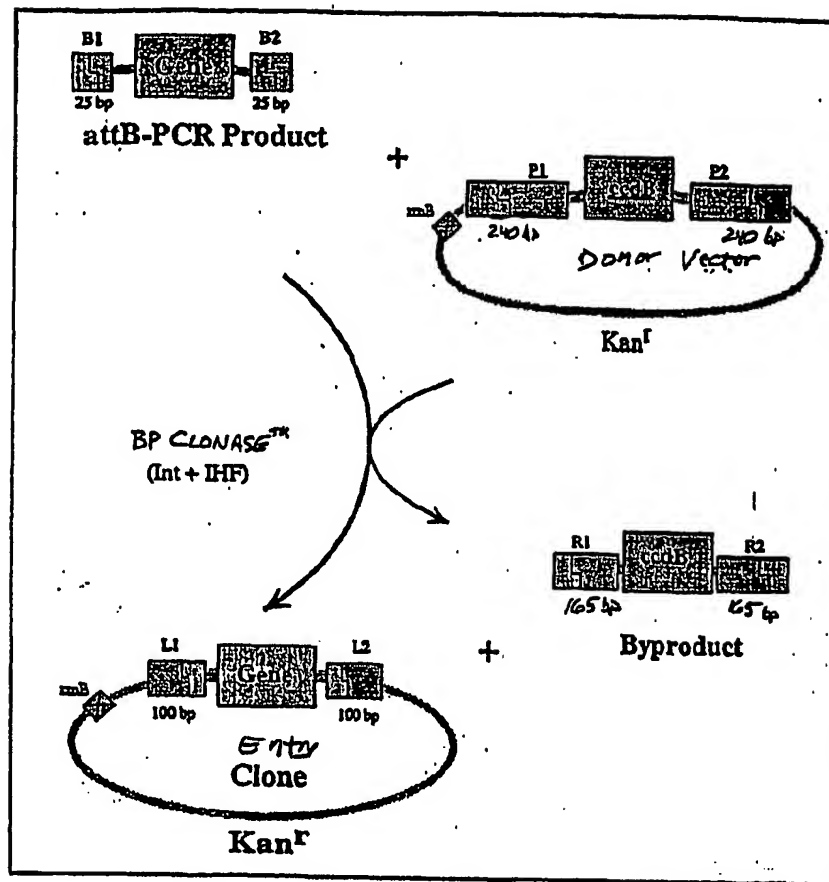 B1 B2
Gene
25 bp 25 bp
attB-PCR Product
+
P1 P2
ccdB
rrnB
240 bp 240 bp
Donor Vector
Kanr
BP CLONASE™
(Int + IHF)
R1 R2
ccdB
165 bp 165 bp
Byproduct
+
L1 L2
rrnB
Gene
100 bp 100 bp
Entry
Clone
Kanr